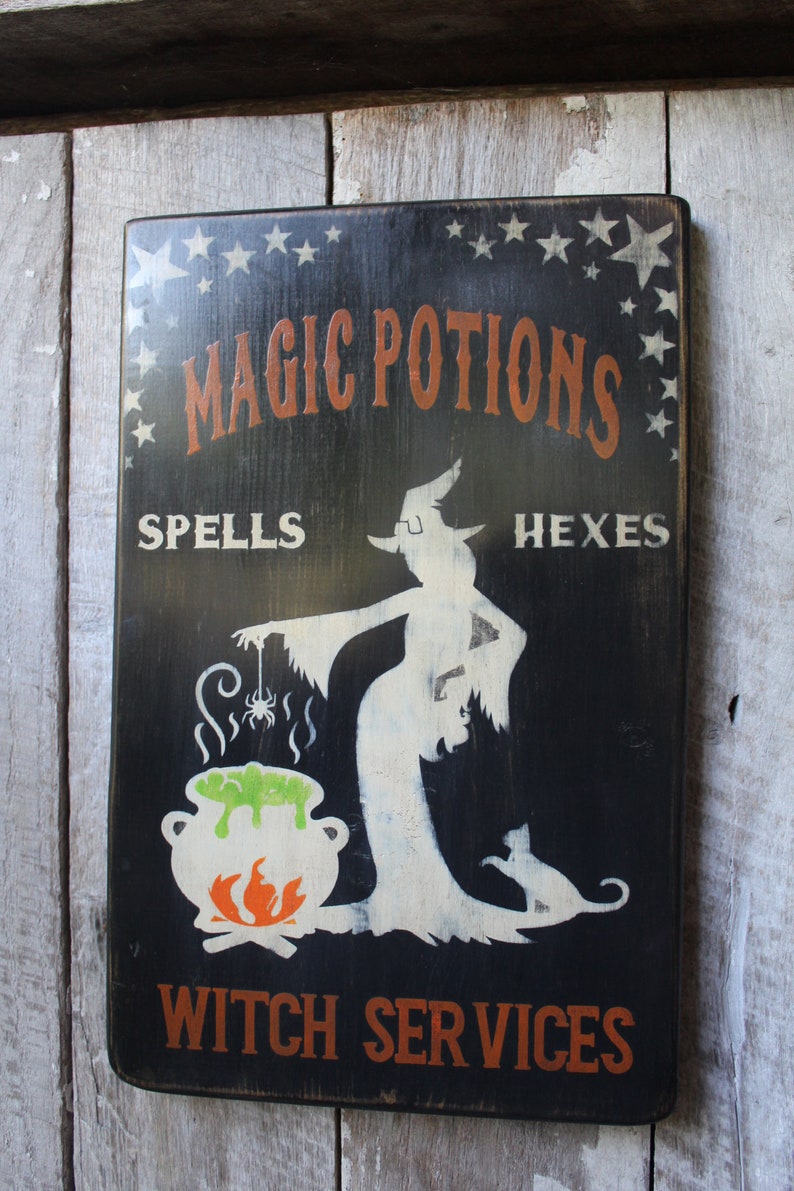 MAGIC POTIONS
SPELLS HEXES
WITCH SERVICES